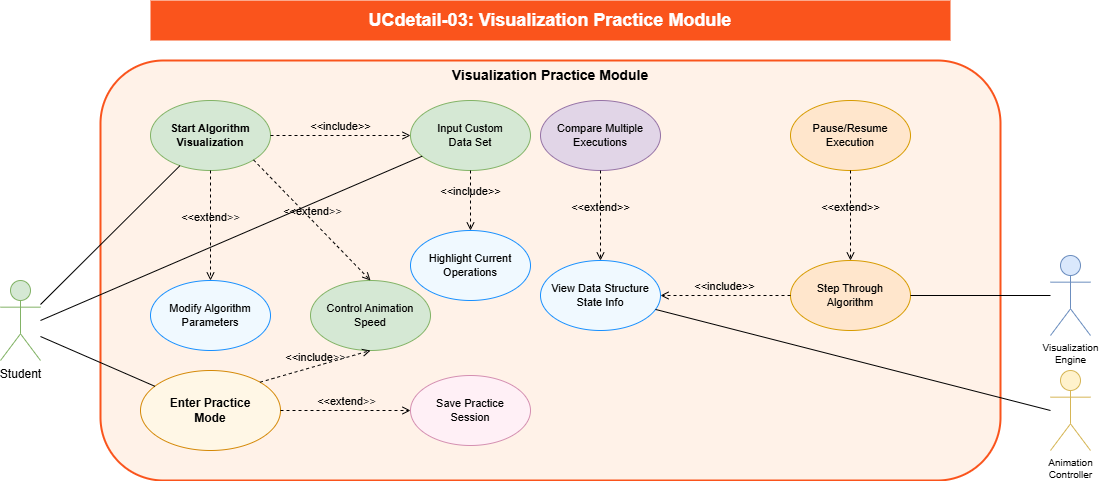 UCdetail-03: Visualization Practice Module
Visualization Practice Module
Start Algorithm
Visualization
<<include>>
Input Custom
Data Set
Compare Multiple
Executions
Pause/Resume
Execution
<<extend>>
<<extend>>
<<include>>
<<extend>>
<<extend>>
Highlight Current
Operations
View Data Structure
State Info
<<include>>
Step Through
Algorithm
Modify Algorithm
Parameters
Control Animation
Speed
Student
Visualization
Engine
<<include>>
Enter Practice
Mode
<<extend>>
Save Practice
Session
Animation
Controller